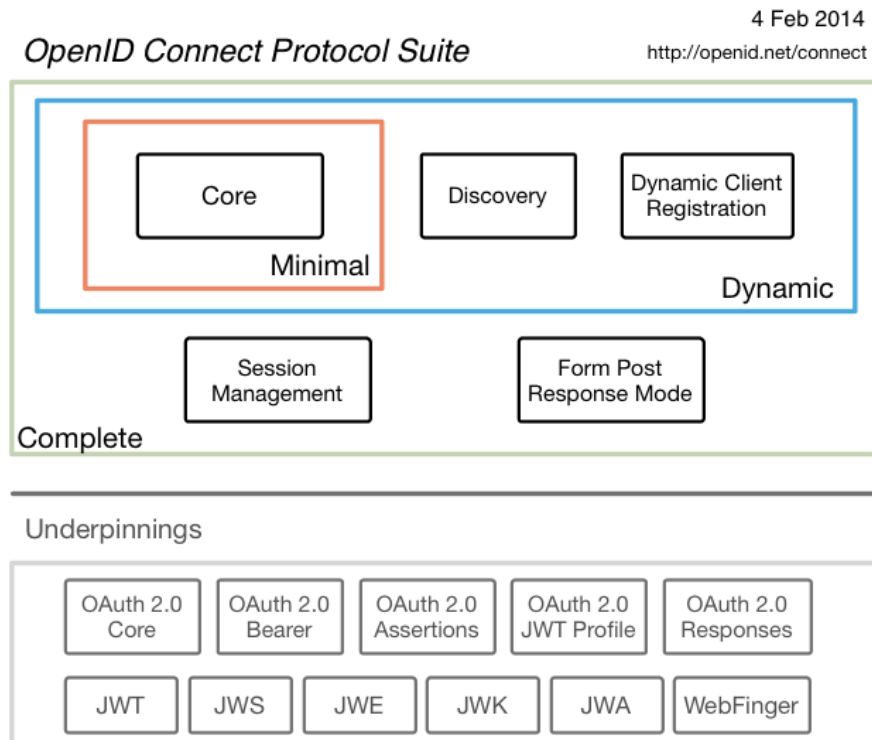 4 Feb 2014
OpenID Connect Protocol Suite
http://openid.net/connect
Core
Discovery
Dynamic Client
Registration
Minimal
Dynamic
Session
Management
Form Post
Response Mode
Complete
Underpinnings
OAuth 2.0
Core
OAuth 2.0
Bearer
OAuth 2.0
Assertions
OAuth 2.0
JWT Profile
OAuth 2.0
Responses
JWT
JWS
JWE
JWK
JWA
WebFinger